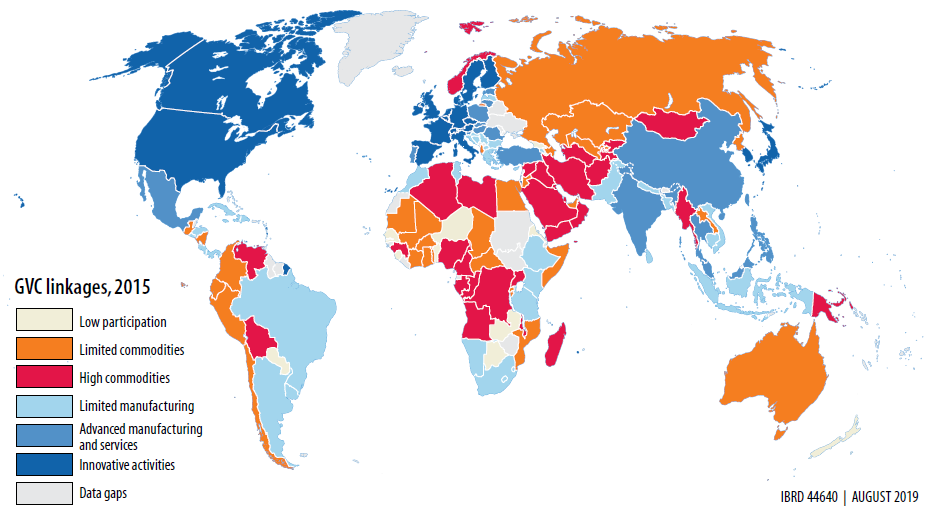 GVC linkages, 2015
Low participation
Limited commodities
High commodities
Limited manufacturing
Advanced manufacturing
and services
Innovative activities
Data gaps
IBRD 44640 | AUGUST 2019